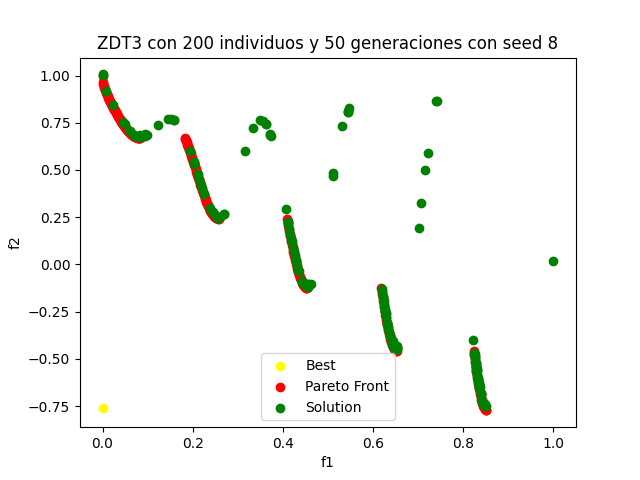 ZDT3 con 200 individuos y 50 generaciones con seed 8
1.00
0.75
0.50
0.25
0.00
−0.25
−0.50
−0.75
f2
Best
Pareto Front
Solution
0.0 0.2 0.4 0.6 0.8 1.0
f1